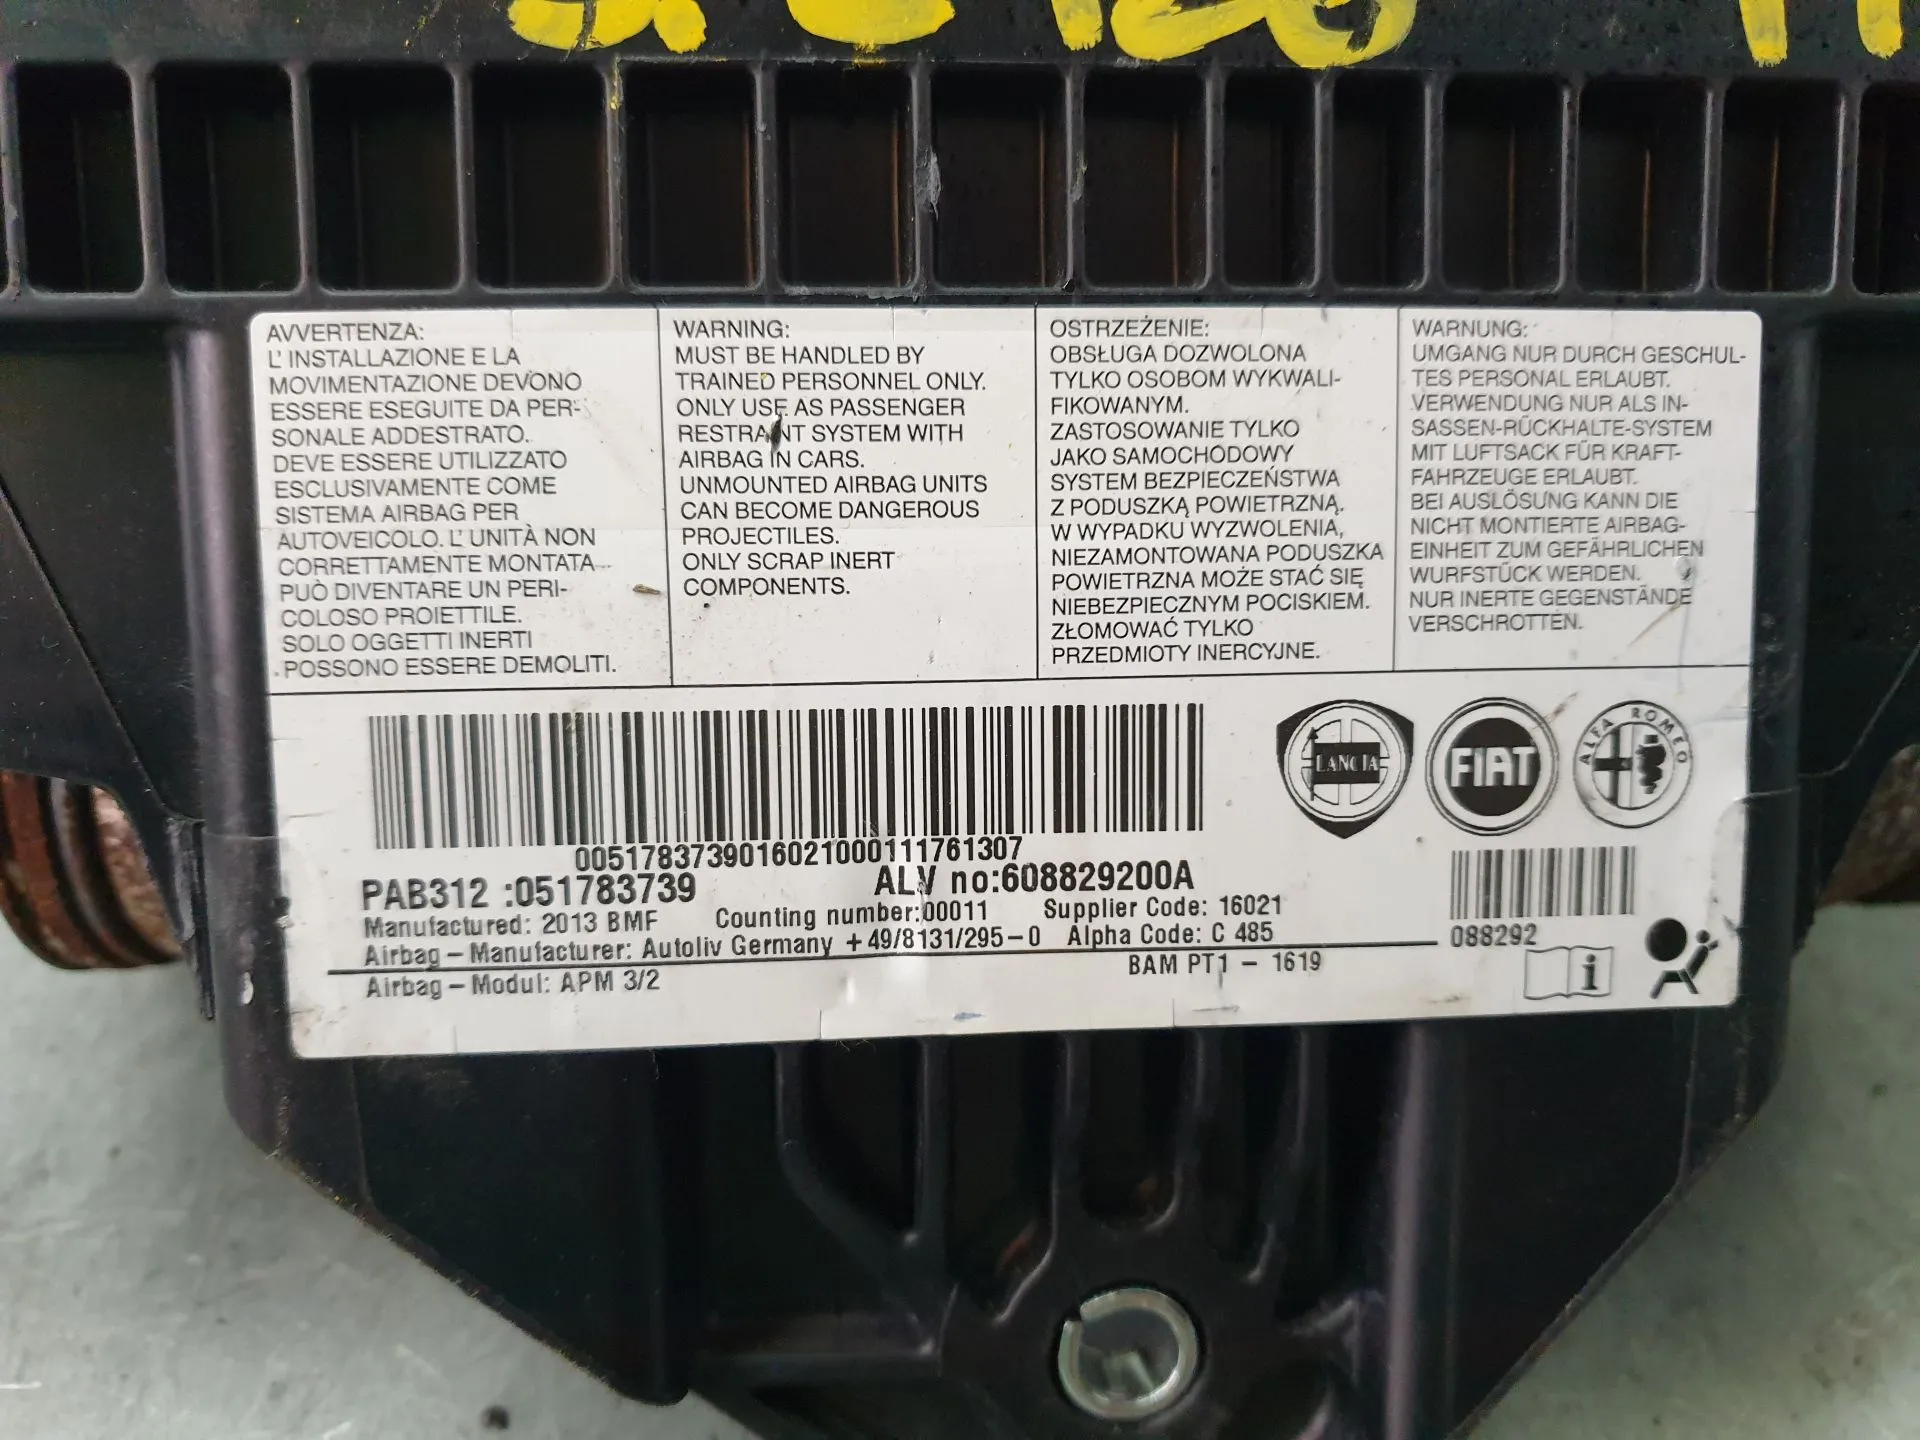 AVVERTENZA:
L'INSTALLAZIONE E LA
MOVIMENTAZIONE DEVONO
ESSERE ESEGUITE DA PER-
SONALE ADDESTRATO.
DEVE ESSERE UTILIZZATO
ESCLUSIVAMENTE COME
SISTEMA AIRBAG PER
AUTOVEICOLO. L'UNITÀ NON
CORRETTAMENTE MONTATA
PUÒ DIVENTARE UN PERI-
COLOSO PROIETTILE.
SOLO OGGETTI INERTI
POSSONO ESSERE DEMOLITI.
WARNING:
MUST BE HANDLED BY
TRAINED PERSONNEL ONLY.
ONLY USE AS PASSENGER
RESTRAINT SYSTEM WITH
AIRBAG IN CARS.
UNMOUNTED AIRBAG UNITS
CAN BECOME DANGEROUS
PROJECTILES.
ONLY SCRAP INERT
COMPONENTS.
OSTRZEŻENIE:
OBSŁUGA DOZWOLONA
TYLKO OSOBOM WYKWALI-
FIKOWANYM.
ZASTOSOWANIE TYLKO
JAKO SAMOCHODOWY
SYSTEM BEZPIECZEŃSTWA
Z PODUSZKĄ POWIETRZNĄ.
W WYPADKU WYZWOLENIA,
NIEZAMONTOWANA PODUSZKA
POWIETRZNA MOŻE STAĆ SIĘ
NIEBEZPIECZNYM POCISKIEM.
ZŁOMOWAĆ TYLKO
PRZEDMIOTY INERCYJNE.
WARNUNG:
UMGANG NUR DURCH GESCHUL-
TES PERSONAL ERLAUBT.
VERWENDUNG NUR ALS IN-
SASSEN-RÜCKHALTE-SYSTEM
MIT LUFTSACK FÜR KRAFT-
FAHRZEUGE ERLAUBT.
BEI AUSLÖSUNG KANN DIE
NICHT MONTIERTE AIRBAG-
EINHEIT ZUM GEFÄHRLICHEN
WURFSTÜCK WERDEN.
NUR INERTE GEGENSTÄNDE
VERSCHROTTEN.
LANCIA
FIAT
ALFA ROMEO
00517837390160210001117613​07
PAB312 :051783739 ALV no:608829200A
Manufactured: 2013 BMF Counting number:00011 Supplier Code: 16021
Airbag - Manufacturer: Autoliv Germany +49/8131/295-0 Alpha Code: C 485
088292
Airbag - Modul: APM 3/2 BAM PT1 - 1619
i